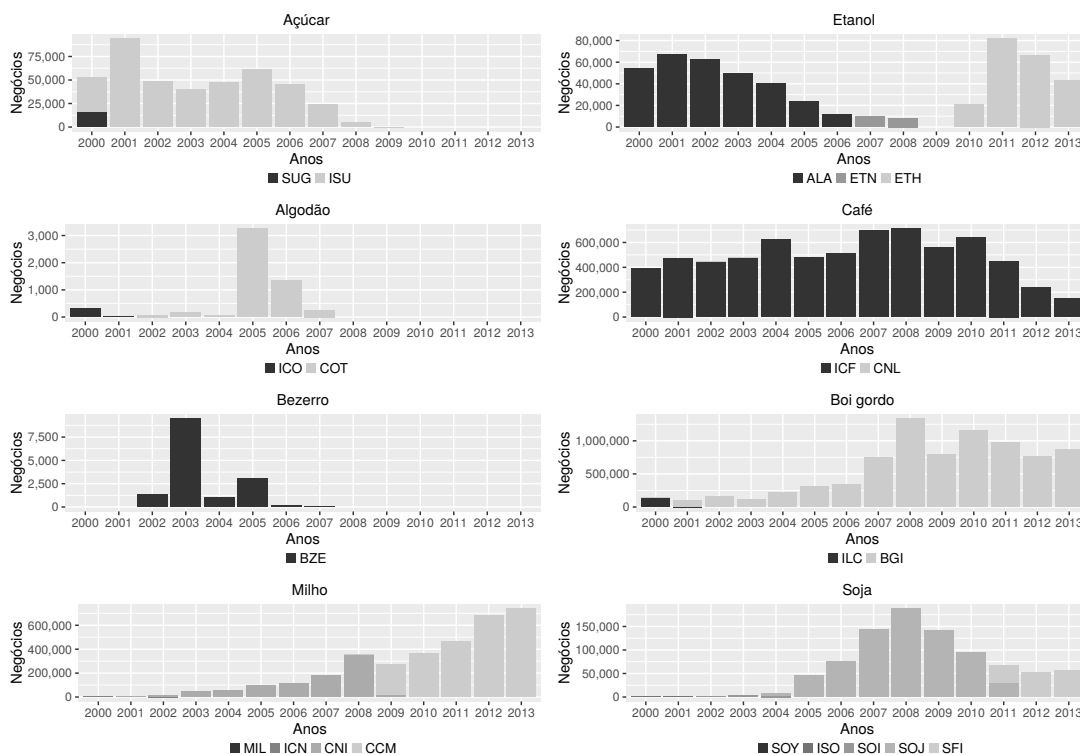 Açúcar
Negócios
75,000
50,000
25,000
0
2000 2001 2002 2003 2004 2005 2006 2007 2008 2009 2010 2011 2012 2013
Anos
SUG ISU
Etanol
Negócios
80,000
60,000
40,000
20,000
0
2000 2001 2002 2003 2004 2005 2006 2007 2008 2009 2010 2011 2012 2013
Anos
ALA ETN ETH
Algodão
Negócios
3,000
2,000
1,000
0
2000 2001 2002 2003 2004 2005 2006 2007 2008 2009 2010 2011 2012 2013
Anos
ICO COT
Café
Negócios
600,000
400,000
200,000
0
2000 2001 2002 2003 2004 2005 2006 2007 2008 2009 2010 2011 2012 2013
Anos
ICF CNL
Bezerro
Negócios
7,500
5,000
2,500
0
2000 2001 2002 2003 2004 2005 2006 2007 2008 2009 2010 2011 2012 2013
Anos
BZE
Boi gordo
Negócios
1,000,000
500,000
0
2000 2001 2002 2003 2004 2005 2006 2007 2008 2009 2010 2011 2012 2013
Anos
ILC BGI
Milho
Negócios
600,000
400,000
200,000
0
2000 2001 2002 2003 2004 2005 2006 2007 2008 2009 2010 2011 2012 2013
Anos
MIL ICN CNI CCM
Soja
Negócios
150,000
100,000
50,000
0
2000 2001 2002 2003 2004 2005 2006 2007 2008 2009 2010 2011 2012 2013
Anos
SOY ISO SOI SOJ SFI